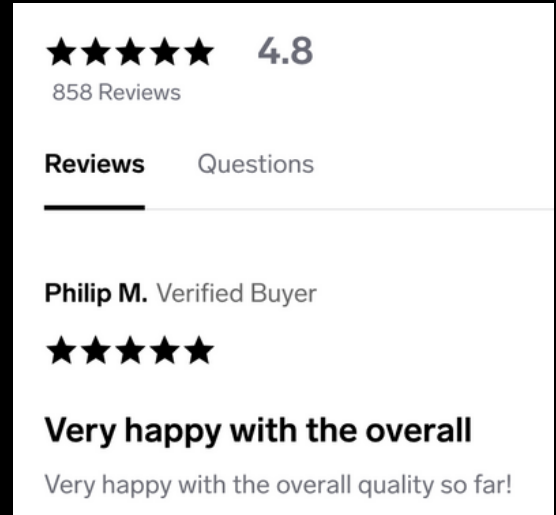 4.8
858 Reviews
Reviews Questions
Philip M. Verified Buyer
Very happy with the overall
Very happy with the overall quality so far!